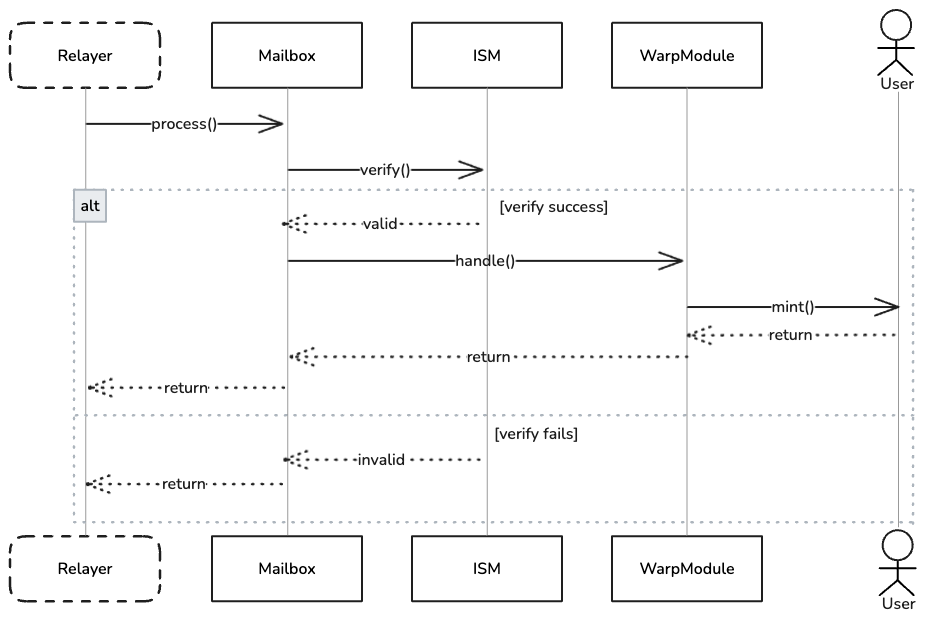 Relayer
Mailbox
ISM
WarpModule
User
process()
verify()
alt
[verify success]
valid
handle()
mint()
return
return
return
[verify fails]
invalid
return
Relayer
Mailbox
ISM
WarpModule
User